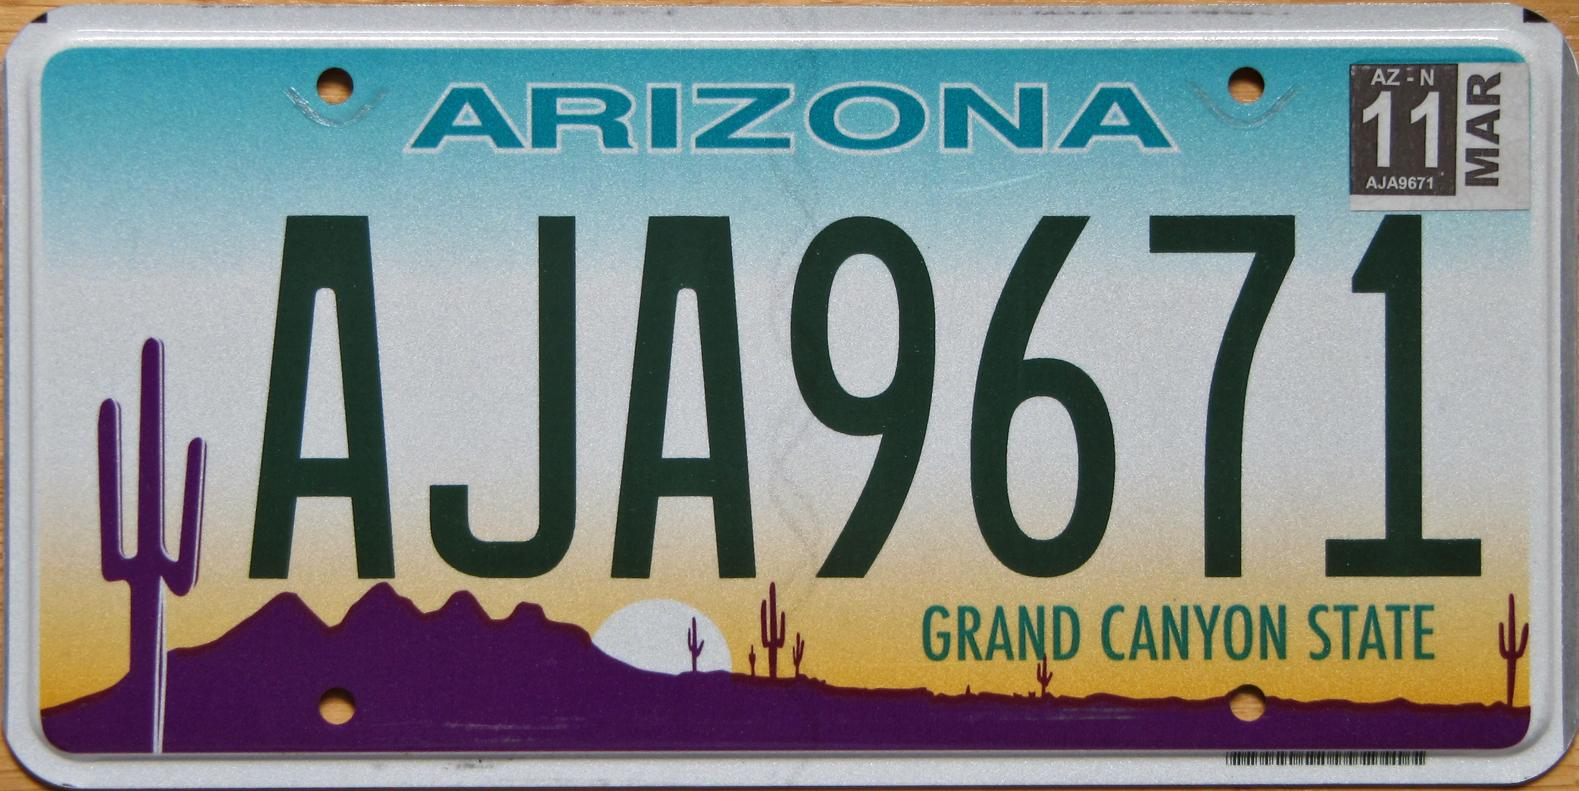 ARIZONA
AZ - N
11
AJA9671
MAR
AJA9671
GRAND CANYON STATE